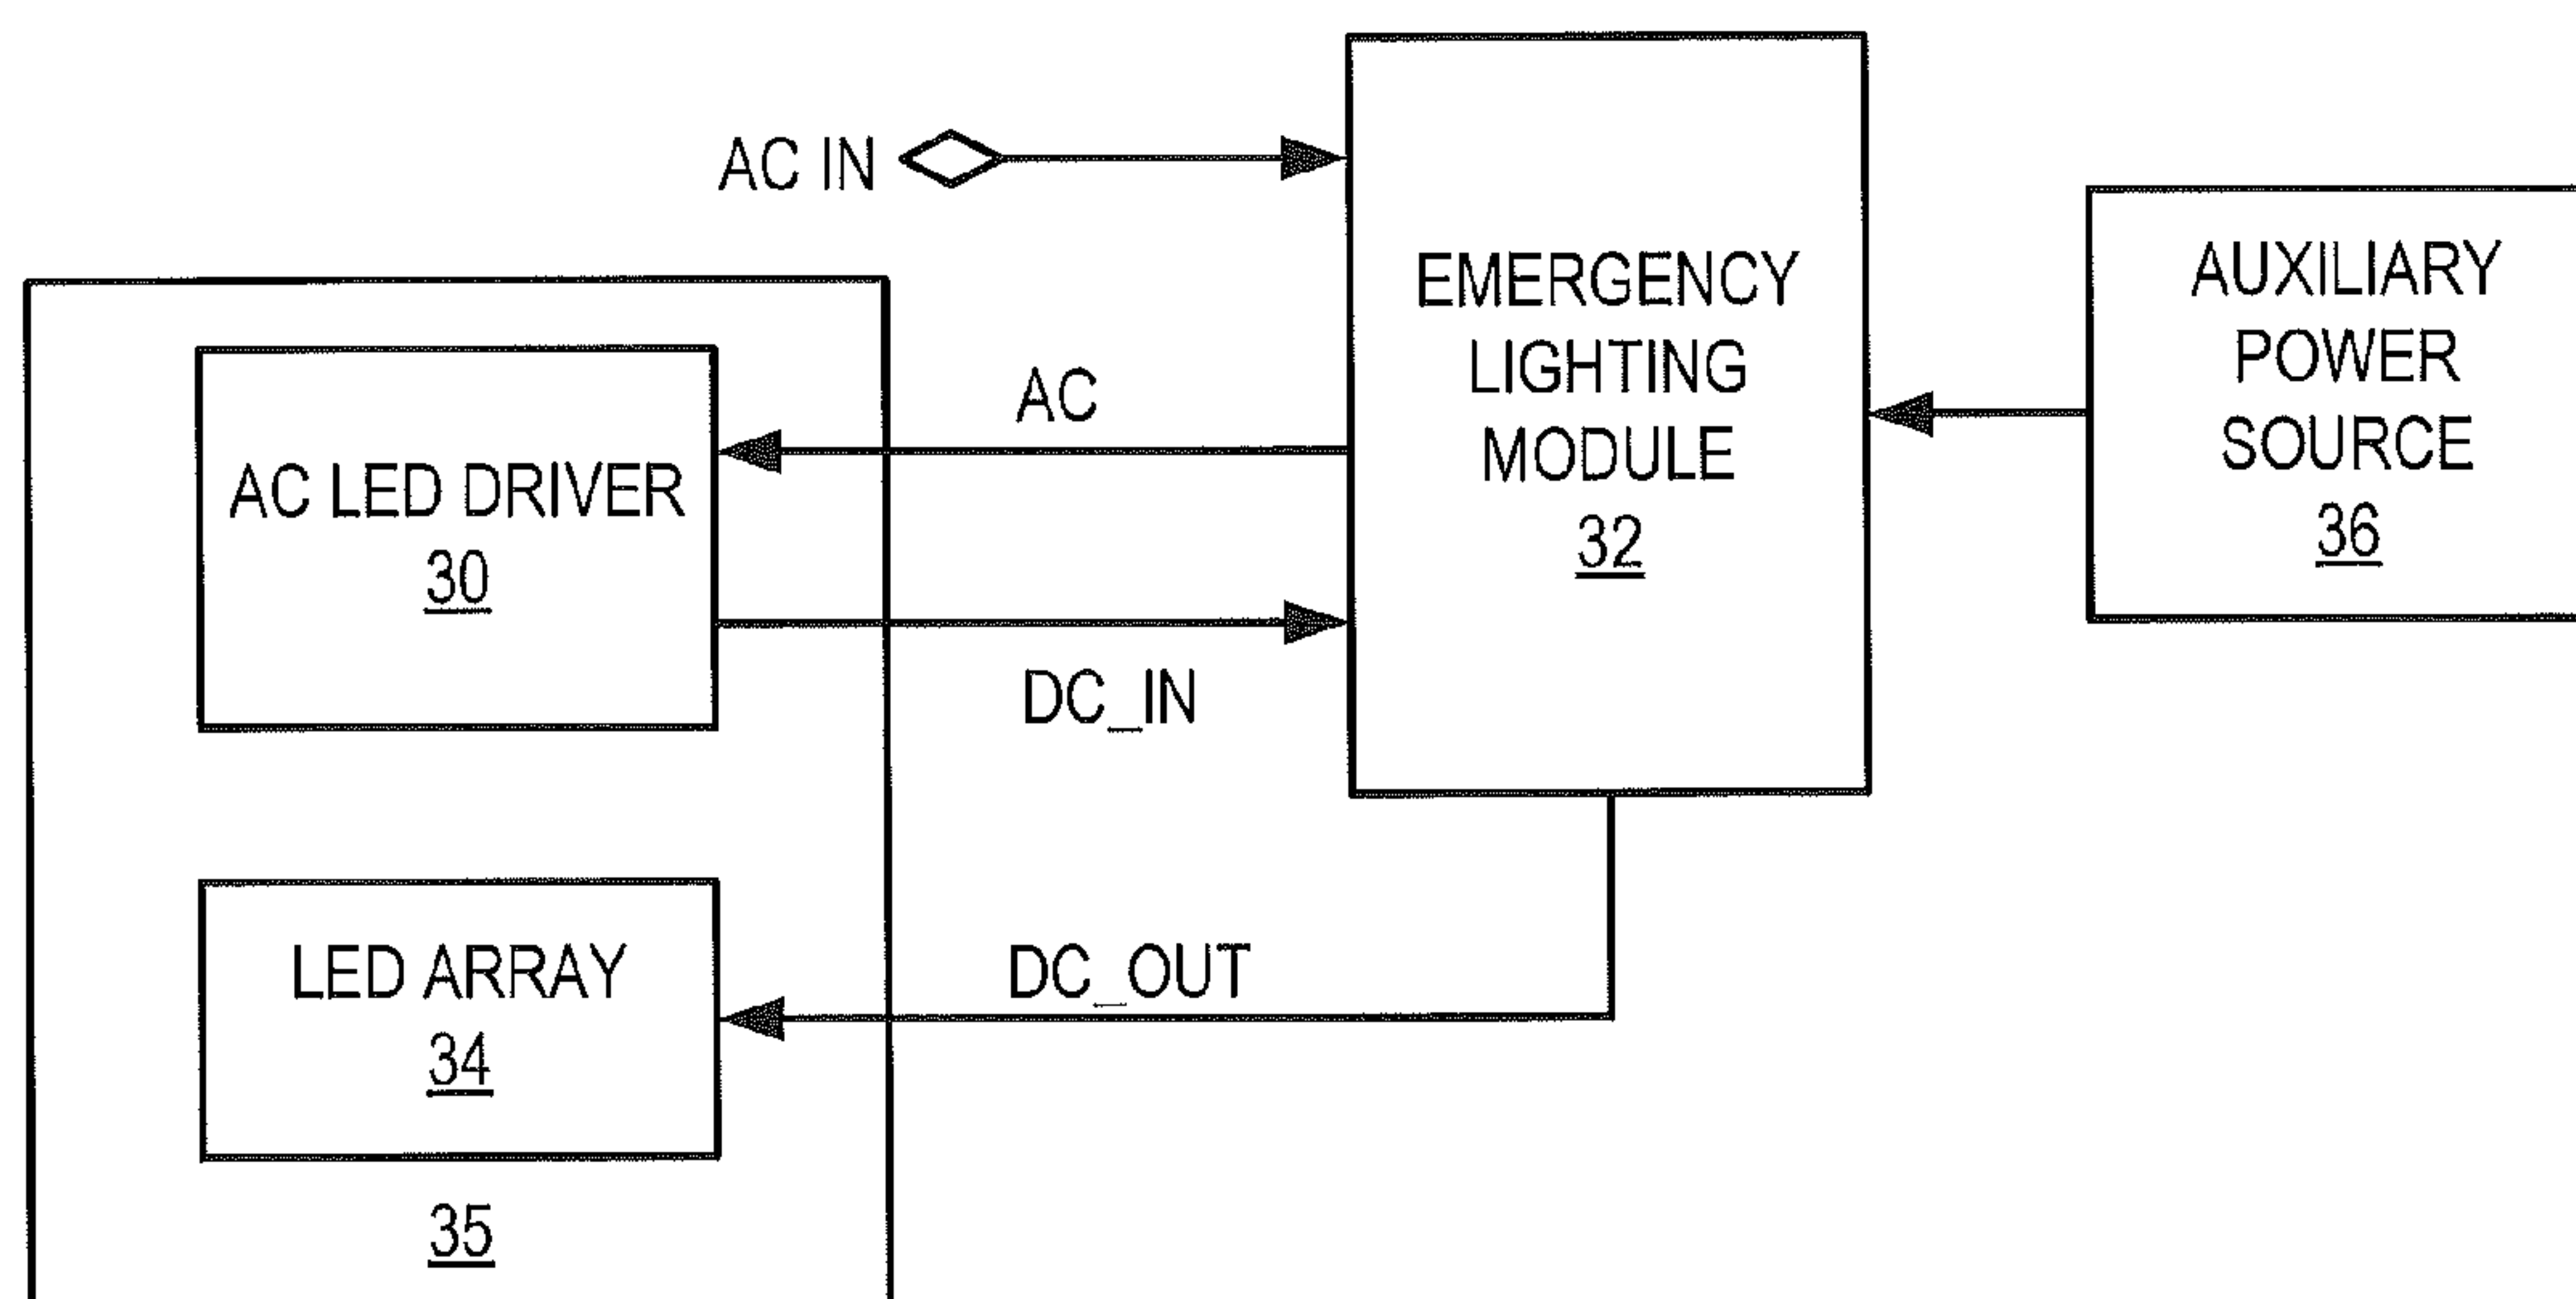 AC IN
EMERGENCY
LIGHTING
MODULE
32
AUXILIARY
POWER
SOURCE
36
AC
AC LED DRIVER
30
DC_IN
LED ARRAY
34
DC_OUT
35